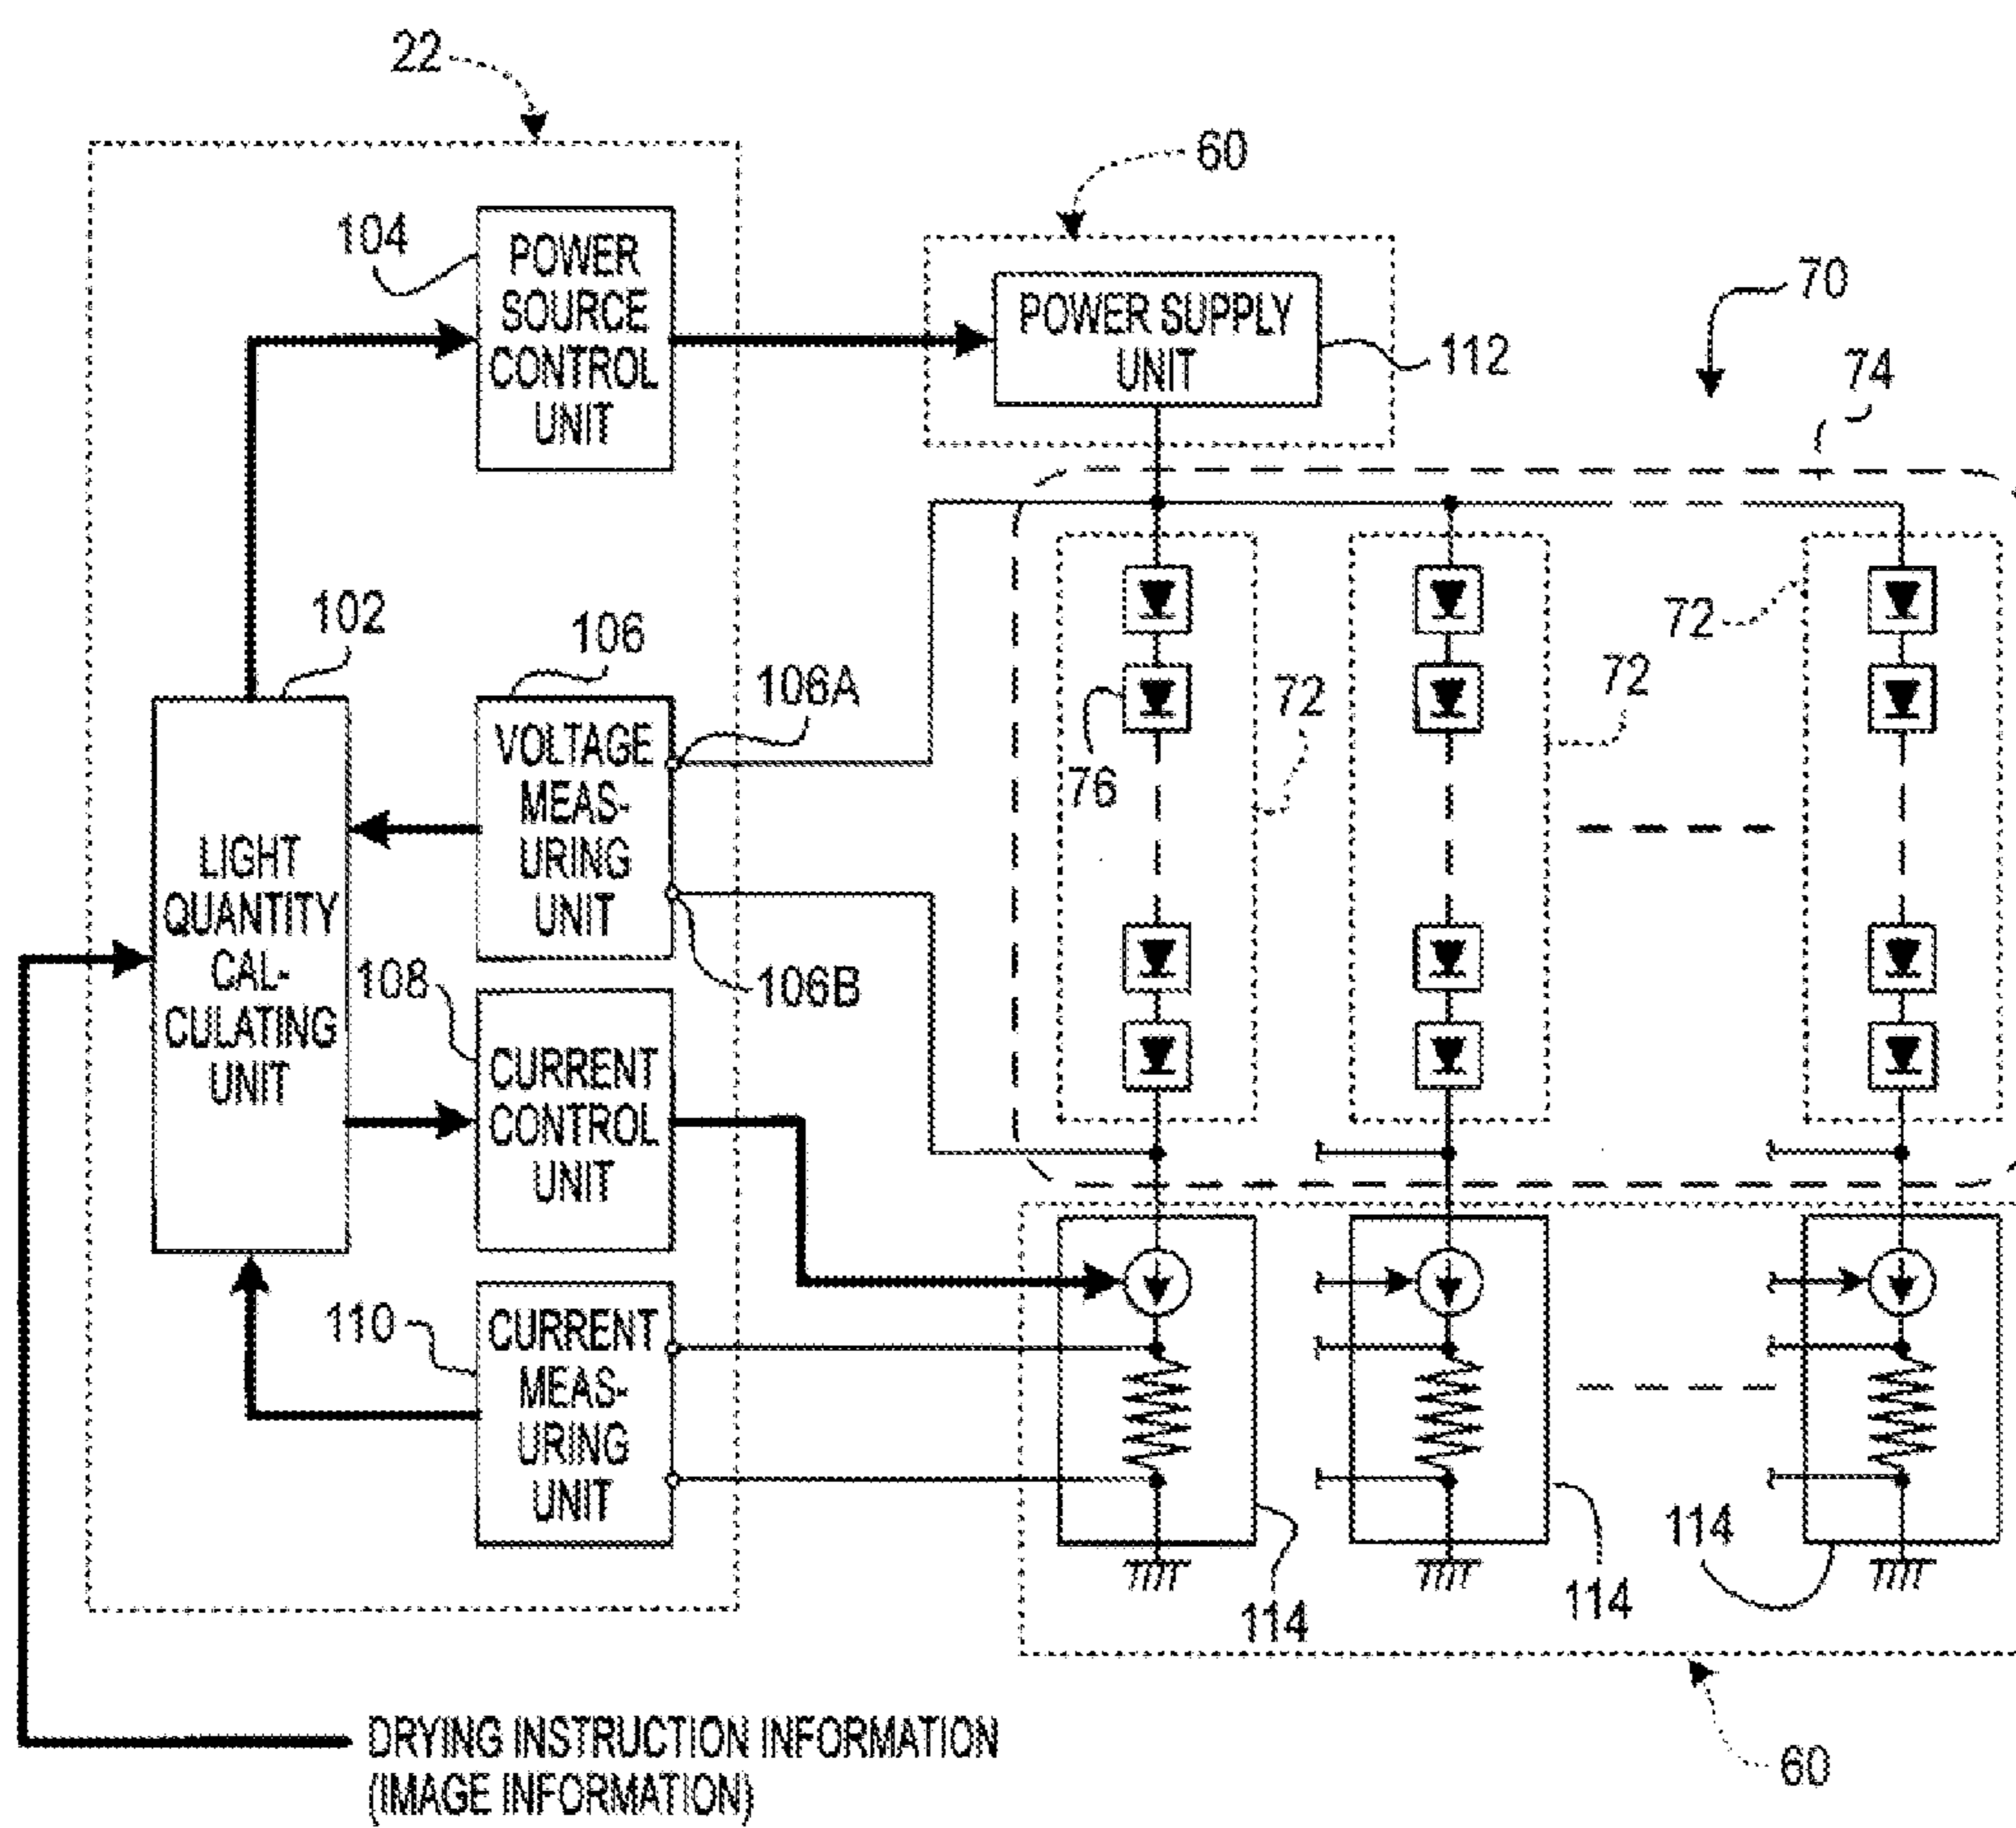 22
60
104
POWER
SOURCE
CONTROL
UNIT
POWER SUPPLY
UNIT
112
70
74
102
106
106A
72
72
72
76
VOLTAGE
MEAS-
URING
UNIT
LIGHT
QUANTITY
CAL-
CULATING
UNIT
106B
108
CURRENT
CONTROL
UNIT
110
CURRENT
MEAS-
URING
UNIT
114
114
114
60
DRYING INSTRUCTION INFORMATION
(IMAGE INFORMATION)